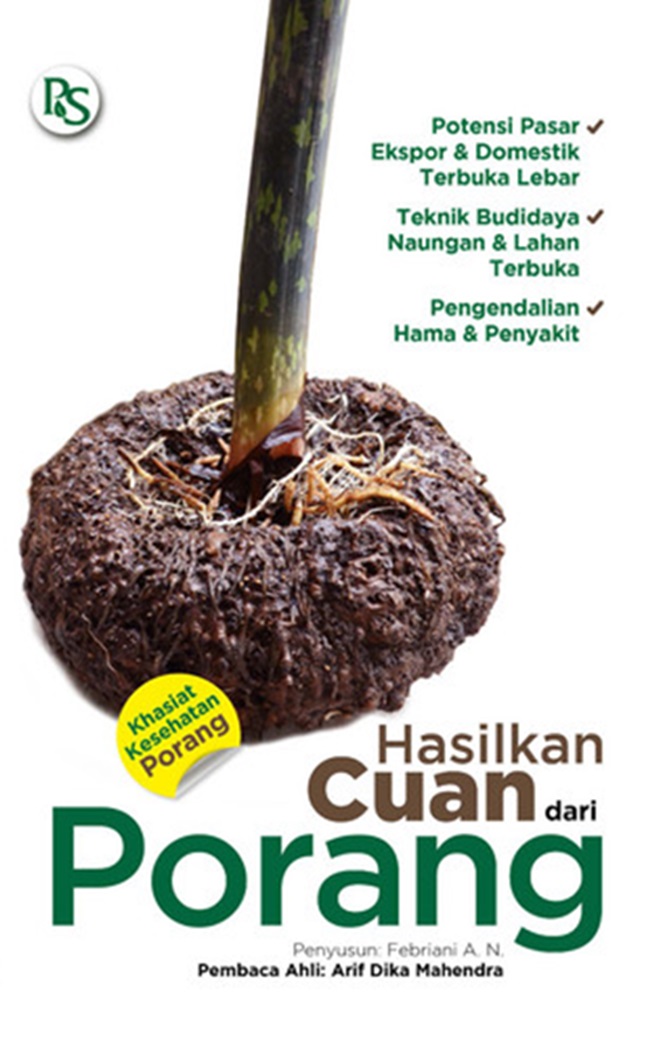 PS
Potensi Pasar
Ekspor & Domestik
Terbuka Lebar
Teknik Budidaya
Naungan & Lahan
Terbuka
Pengendalian
Hama & Penyakit
Khasiat
Kesehatan
Porang
Hasilkan
Cuan dari
Porang
Penyusun: Febriani A. N.
Pembaca Ahli: Arif Dika Mahendra